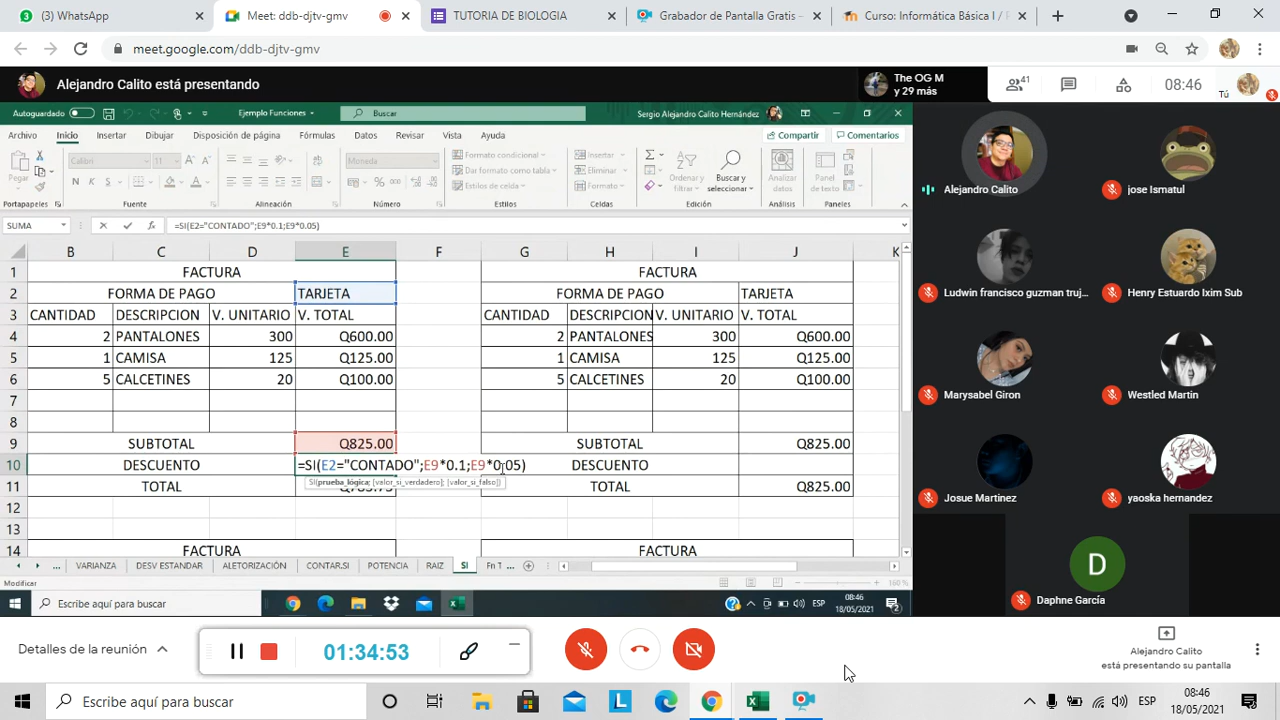 (3) WhatsApp
Meet: ddb-djtv-gmv
TUTORIA DE BIOLOGIA
Grabador de Pantalla Gratis –
Curso: Informática Básica I / P
meet.google.com/ddb-djtv-gmv
Alejandro Calito está presentando
The OG M
y 29 más
41
08:46
Tú
Autoguardado
Ejemplo Funciones
Buscar
Sergio Alejandro Calito Hernández
Archivo Inicio Insertar Dibujar Disposición de página Fórmulas Datos Revisar Vista Ayuda
Compartir Comentarios
Pegar
Calibri 11
Moneda
Formato condicional
Dar formato como tabla
Estilos de celda
Insertar
Eliminar
Formato
Ordenar y filtrar
Buscar y seleccionar
Analizar datos
Panel de texto
Portapapeles Fuente Alineación Número Estilos Celdas Edición Análisis Paneles
SUMA =SI(E2="CONTADO";E9*0.1;E9*0.05)
B C D E F G H I J K
1 FACTURA FACTURA
2 FORMA DE PAGO TARJETA FORMA DE PAGO TARJETA
3 CANTIDAD DESCRIPCION V. UNITARIO V. TOTAL CANTIDAD DESCRIPCION V. UNITARIO V. TOTAL
4 2 PANTALONES 300 Q600.00 2 PANTALONES 300 Q600.00
5 1 CAMISA 125 Q125.00 1 CAMISA 125 Q125.00
6 5 CALCETINES 20 Q100.00 5 CALCETINES 20 Q100.00
7
8
9 SUBTOTAL Q825.00 SUBTOTAL Q825.00
10 DESCUENTO =SI(E2="CONTADO";E9*0.1;E9*0.05) DESCUENTO
SI(prueba_lógica; [valor_si_verdadero]; [valor_si_falso])
11 TOTAL TOTAL Q825.00
12
13
14 FACTURA FACTURA
... VARIANZA DESV ESTANDAR ALETORIZACIÓN CONTAR.SI POTENCIA RAIZ SI Fn 1 ...
Modificar
160 %
Escribe aquí para buscar
ESP
08:46
18/05/2021
2
Alejandro Calito
jose Ismatul
Ludwin francisco guzman truj...
Henry Estuardo Ixim Sub
Marysabel Giron
Westled Martin
Josue Martinez
yaoska hernandez
D
Daphne García
Detalles de la reunión
01:34:53
Alejandro Calito
está presentando su pantalla
Escribe aquí para buscar
L
ESP
08:46
18/05/2021